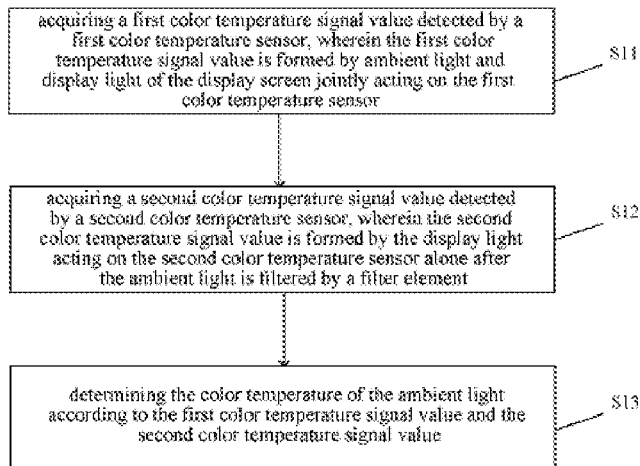 acquiring a first color temperature signal value detected by a
first color temperature sensor, wherein the first color
temperature signal value is formed by ambient light and
display light of the display screen jointly acting on the first
color temperature sensor
S11
acquiring a second color temperature signal value detected
by a second color temperature sensor, wherein the second
color temperature signal value is formed by the display light
acting on the second color temperature sensor alone after
the ambient light is filtered by a filter element
S12
determining the color temperature of the ambient light
according to the first color temperature signal value and the
second color temperature signal value
S13